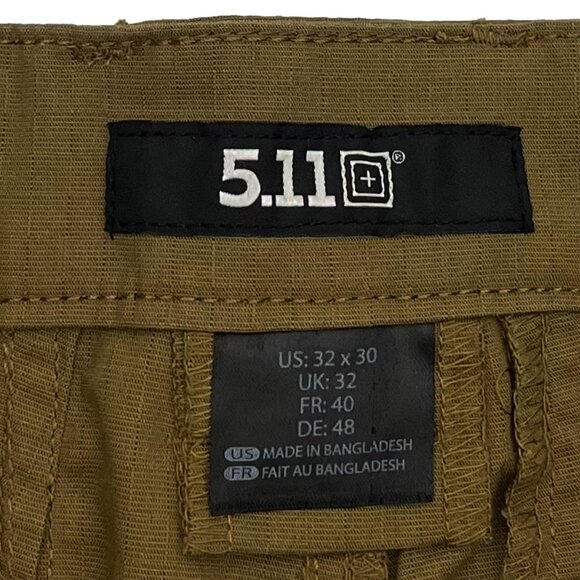 5.11®
US: 32 x 30
UK: 32
FR: 40
DE: 48
US MADE IN BANGLADESH
FR FAIT AU BANGLADESH